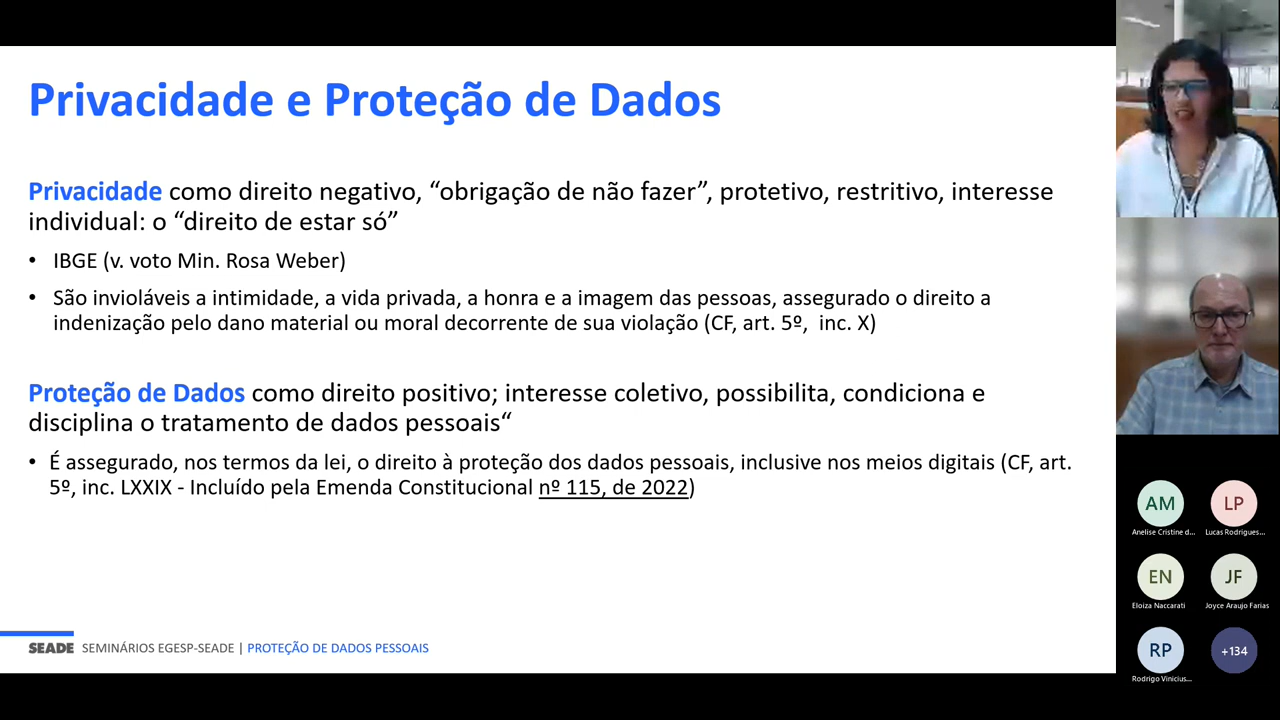 Privacidade e Proteção de Dados
Privacidade como direito negativo, “obrigação de não fazer”, protetivo, restritivo, interesse
individual: o “direito de estar só”
• IBGE (v. voto Min. Rosa Weber)
• São invioláveis a intimidade, a vida privada, a honra e a imagem das pessoas, assegurado o direito a
indenização pelo dano material ou moral decorrente de sua violação (CF, art. 5º,  inc. X)
Proteção de Dados como direito positivo; interesse coletivo, possibilita, condiciona e
disciplina o tratamento de dados pessoais“
• É assegurado, nos termos da lei, o direito à proteção dos dados pessoais, inclusive nos meios digitais (CF, art.
5º, inc. LXXIX - Incluído pela Emenda Constitucional nº 115, de 2022)
SEADE SEMINÁRIOS EGESP-SEADE | PROTEÇÃO DE DADOS PESSOAIS
AM LP
Anelise Cristine d... Lucas Rodrigues...
EN JF
Eloiza Naccarati Joyce Araujo Farias
RP +134
Rodrigo Vinicius...